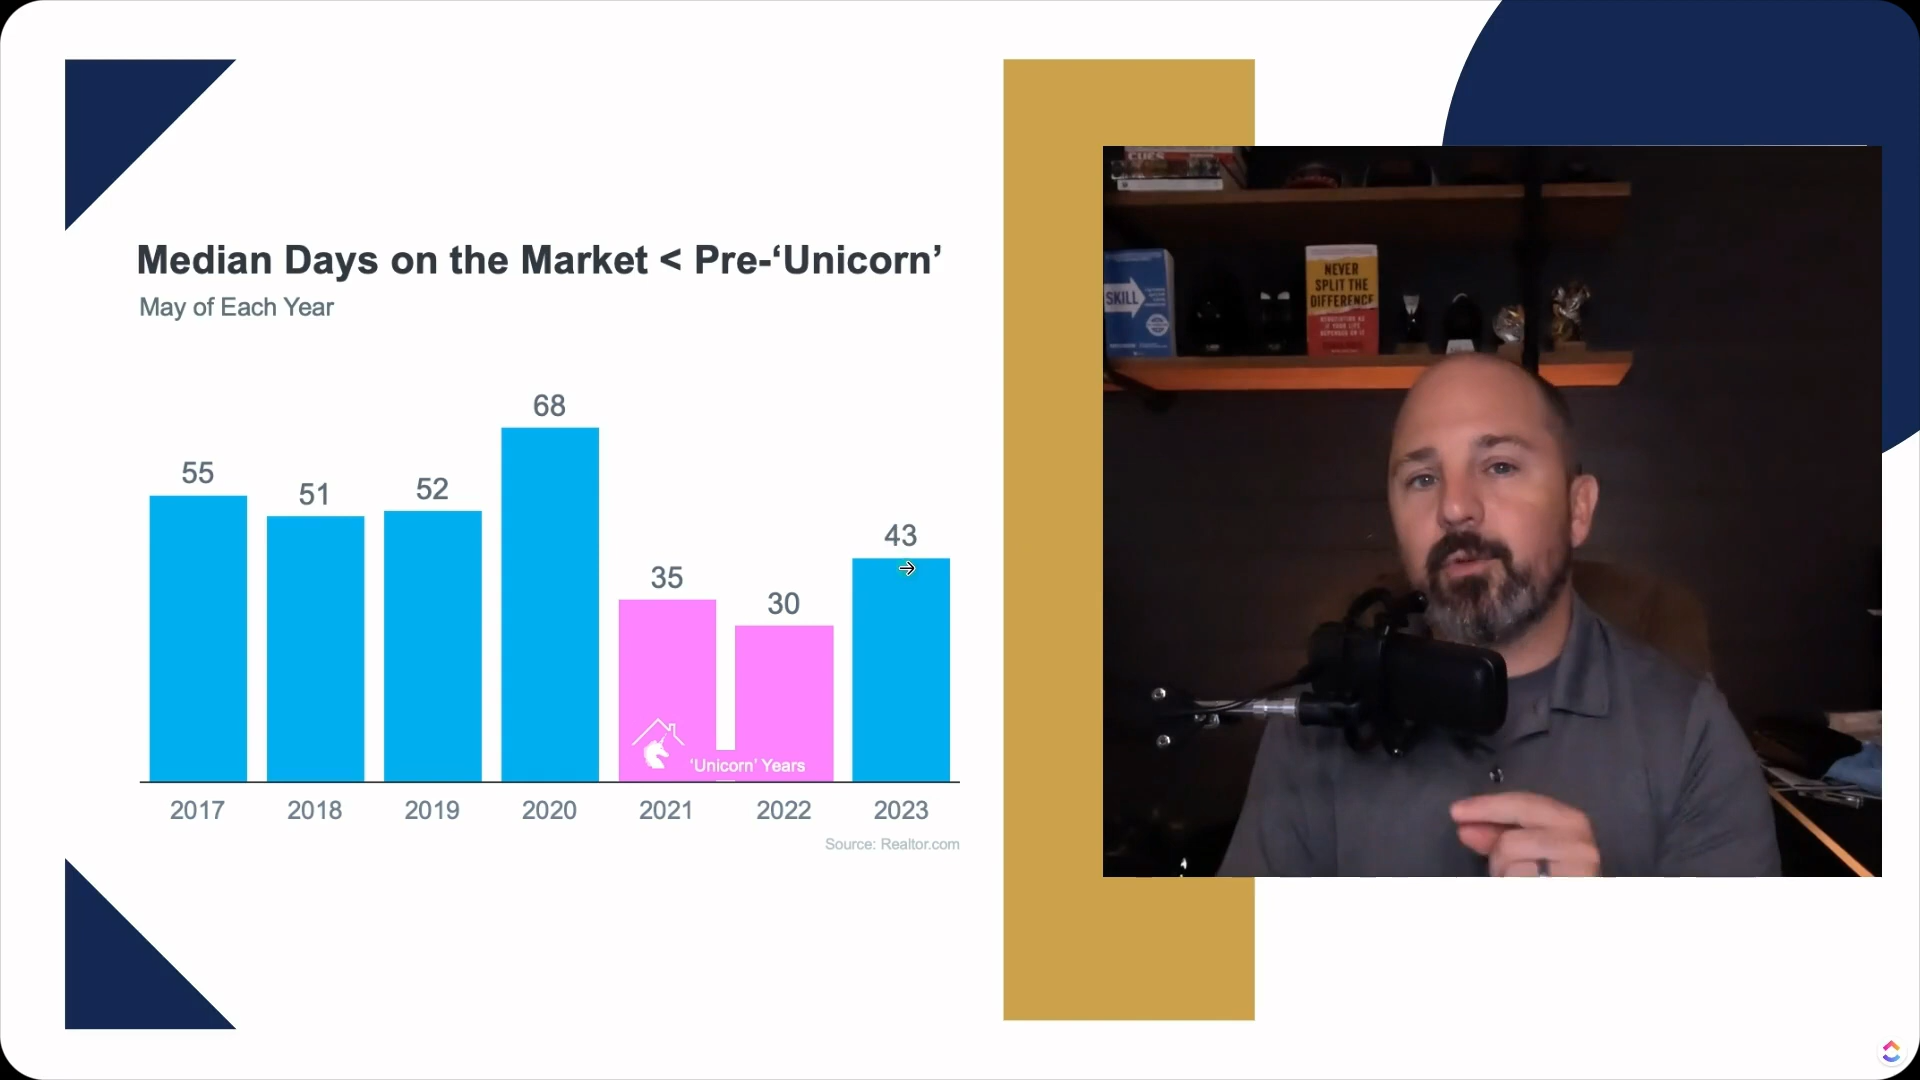 Median Days on the Market < Pre-‘Unicorn’
May of Each Year
55
51
52
68
35
30
43
‘Unicorn’ Years
2017
2018
2019
2020
2021
2022
2023
Source: Realtor.com
SKILL
NEVER
SPLIT THE
DIFFERENCE